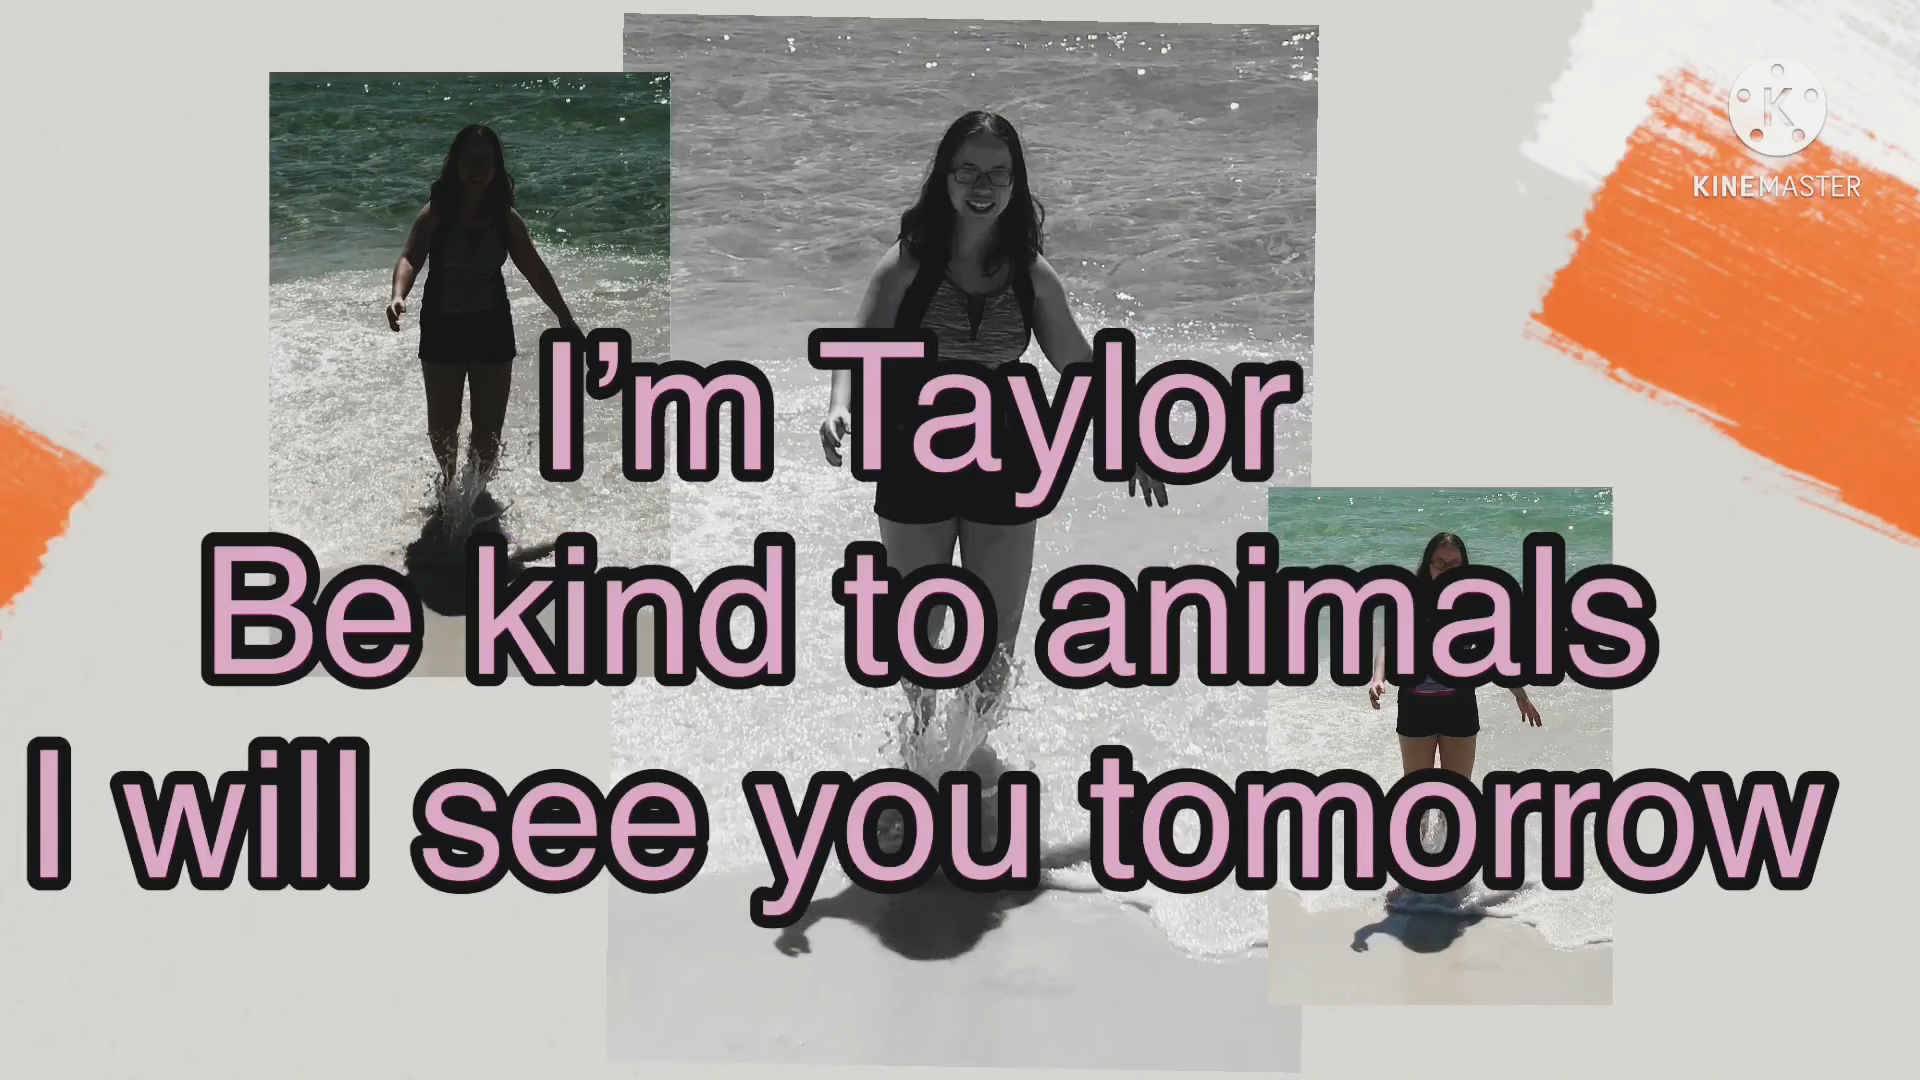 I'm Taylor
Be kind to animals
I will see you tomorrow
K
KINEMASTER